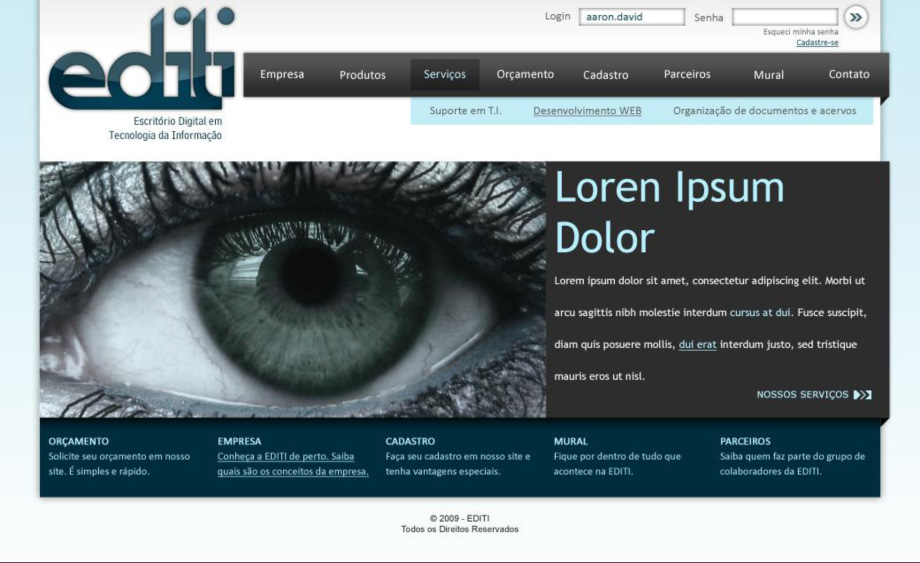 Login aaron.david Senha
Esqueci minha senha
Cadastre-se
editi
Escritório Digital em
Tecnologia da Informação
Empresa Produtos Serviços Orçamento Cadastro Parceiros Mural Contato
Suporte em T.I. Desenvolvimento WEB Organização de documentos e acervos
Loren Ipsum
Dolor
Lorem ipsum dolor sit amet, consectetur adipiscing elit. Morbi ut
arcu sagittis nibh molestie interdum cursus at dui. Fusce suscipit,
diam quis posuere mollis, dui erat interdum justo, sed tristique
mauris eros ut nisl.
NOSSOS SERVIÇOS
ORÇAMENTO
Solicite seu orçamento em nosso
site. É simples e rápido.
EMPRESA
Conheça a EDITI de perto. Saiba
quais são os conceitos da empresa.
CADASTRO
Faça seu cadastro em nosso site e
tenha vantagens especiais.
MURAL
Fique por dentro de tudo que
acontece na EDITI.
PARCEIROS
Saiba quem faz parte do grupo de
colaboradores da EDITI.
© 2009 - EDITI
Todos os Direitos Reservados